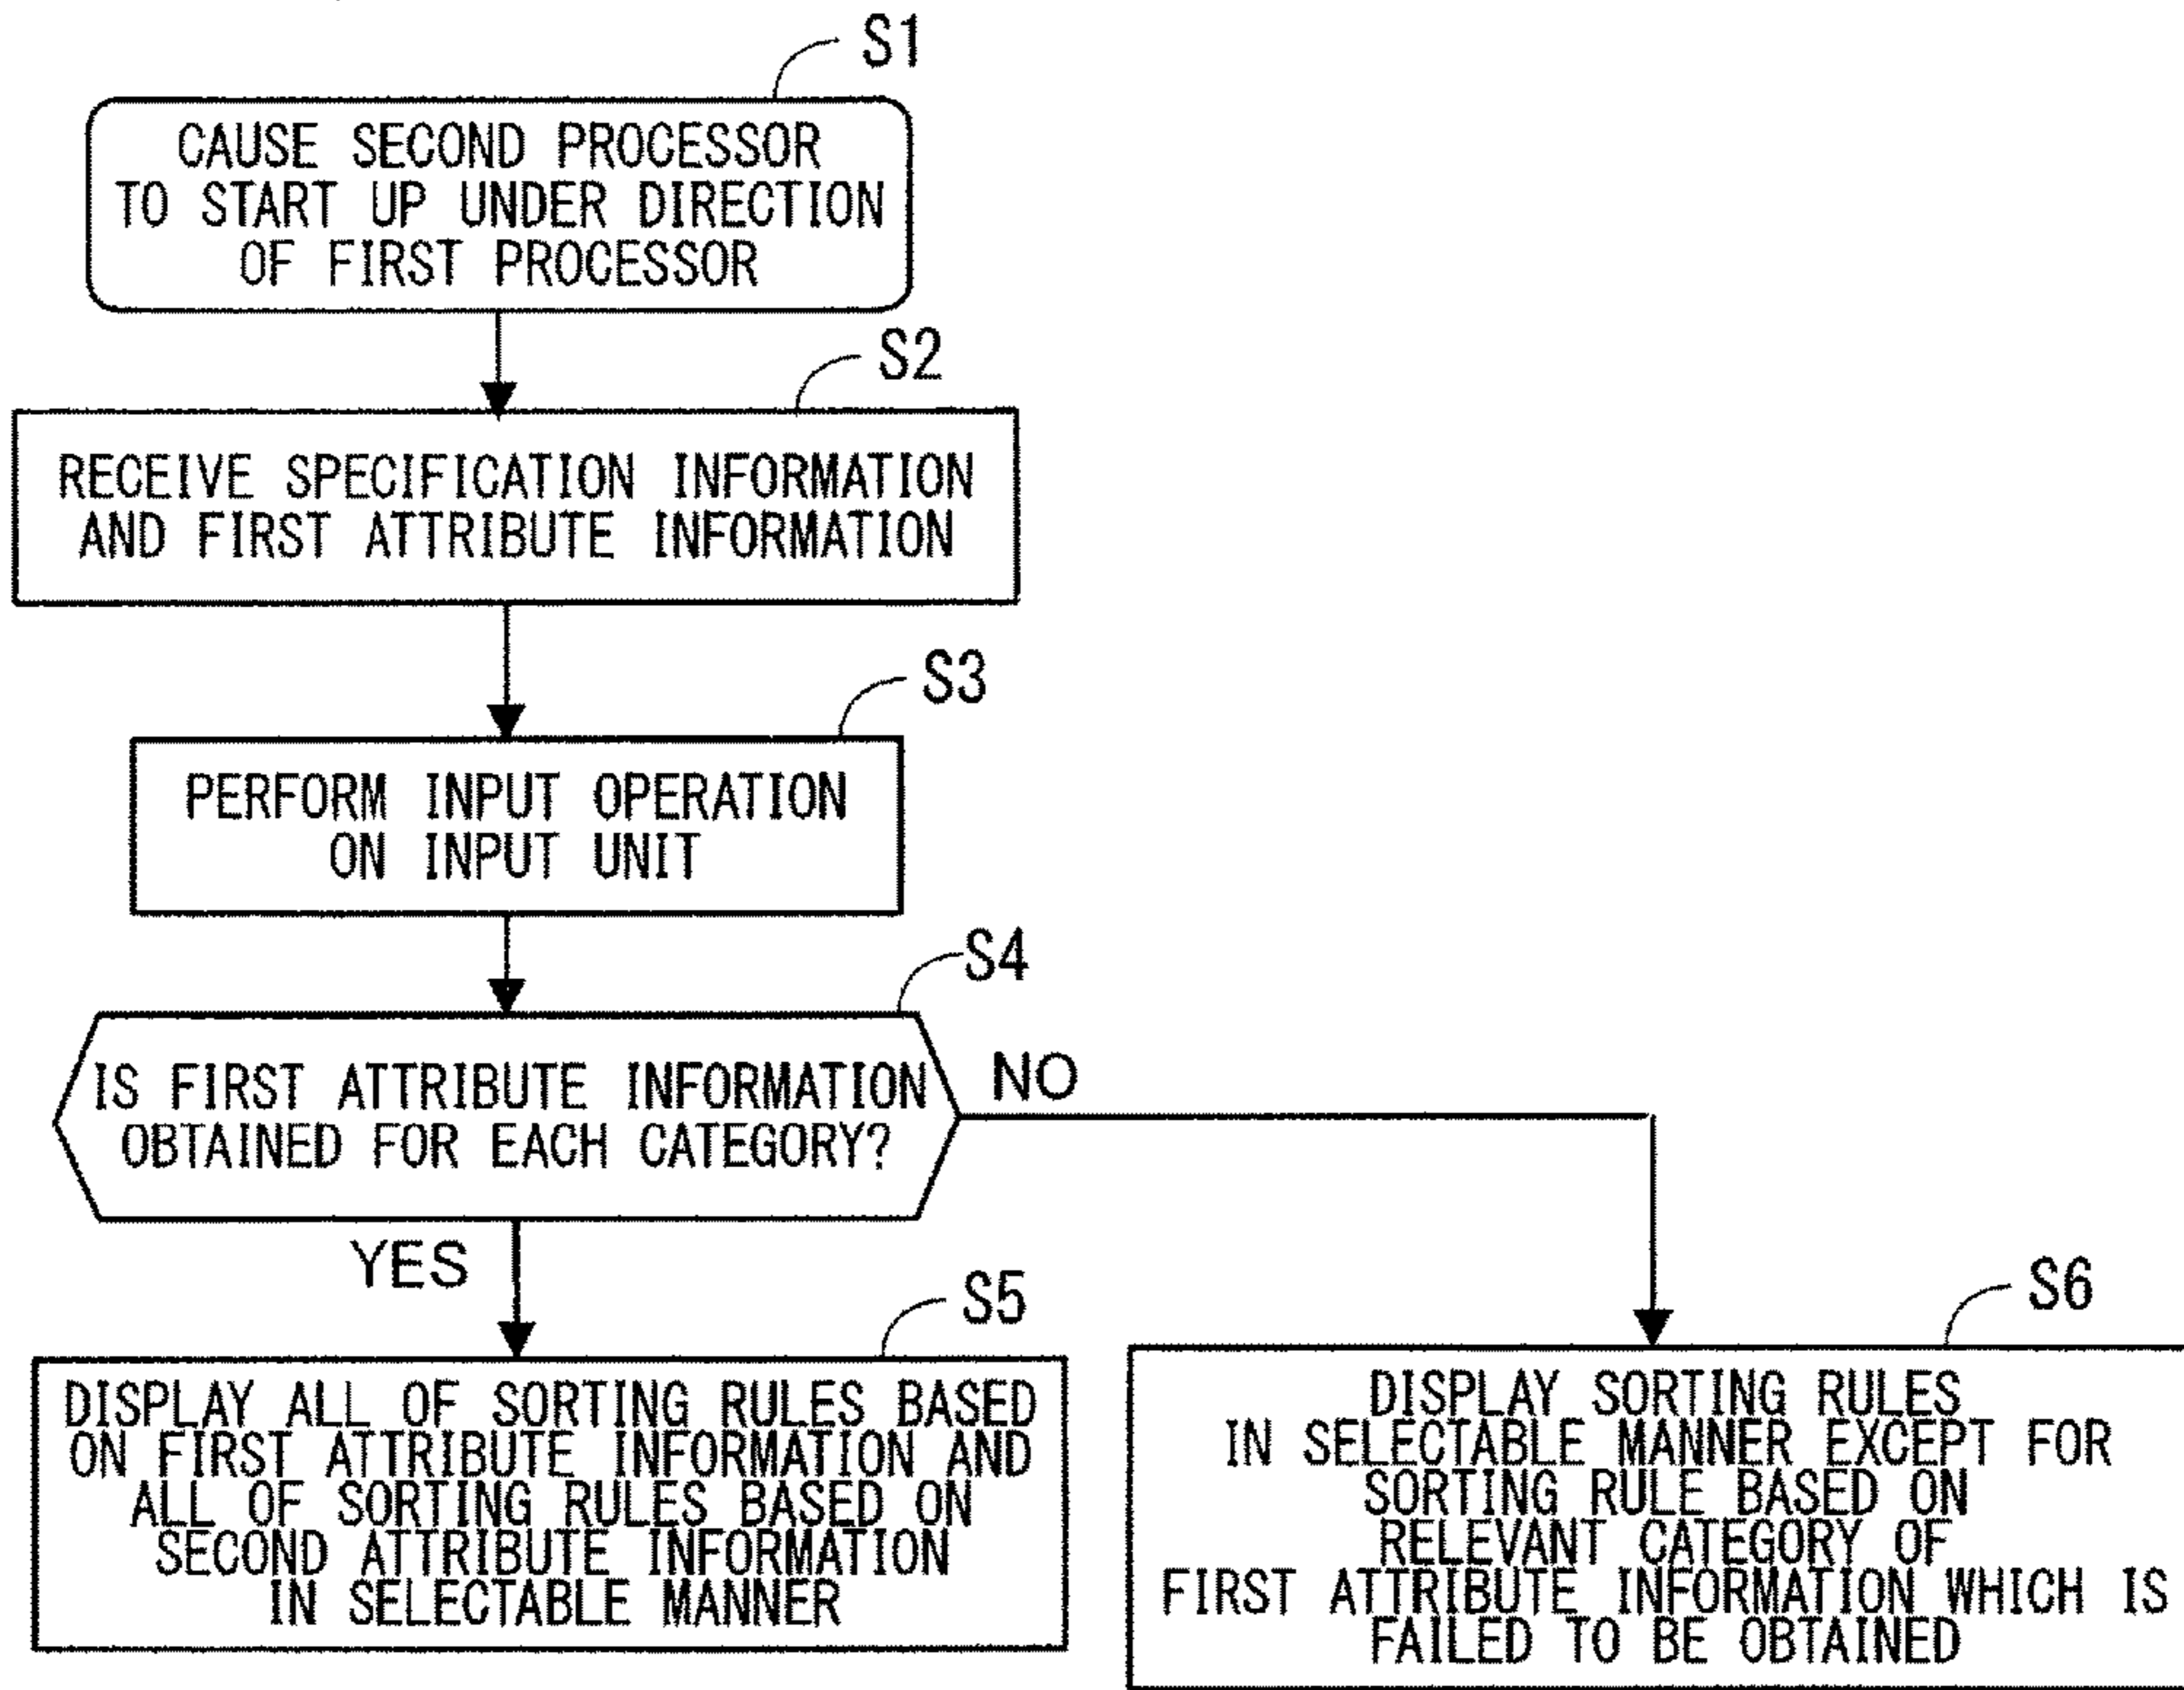 S1
CAUSE SECOND PROCESSOR
TO START UP UNDER DIRECTION
OF FIRST PROCESSOR
S2
RECEIVE SPECIFICATION INFORMATION
AND FIRST ATTRIBUTE INFORMATION
S3
PERFORM INPUT OPERATION
ON INPUT UNIT
S4
IS FIRST ATTRIBUTE INFORMATION
OBTAINED FOR EACH CATEGORY?
NO
YES
S5
DISPLAY ALL OF SORTING RULES BASED
ON FIRST ATTRIBUTE INFORMATION AND
ALL OF SORTING RULES BASED ON
SECOND ATTRIBUTE INFORMATION
IN SELECTABLE MANNER
S6
DISPLAY SORTING RULES
IN SELECTABLE MANNER EXCEPT FOR
SORTING RULE BASED ON
RELEVANT CATEGORY OF
FIRST ATTRIBUTE INFORMATION WHICH IS
FAILED TO BE OBTAINED